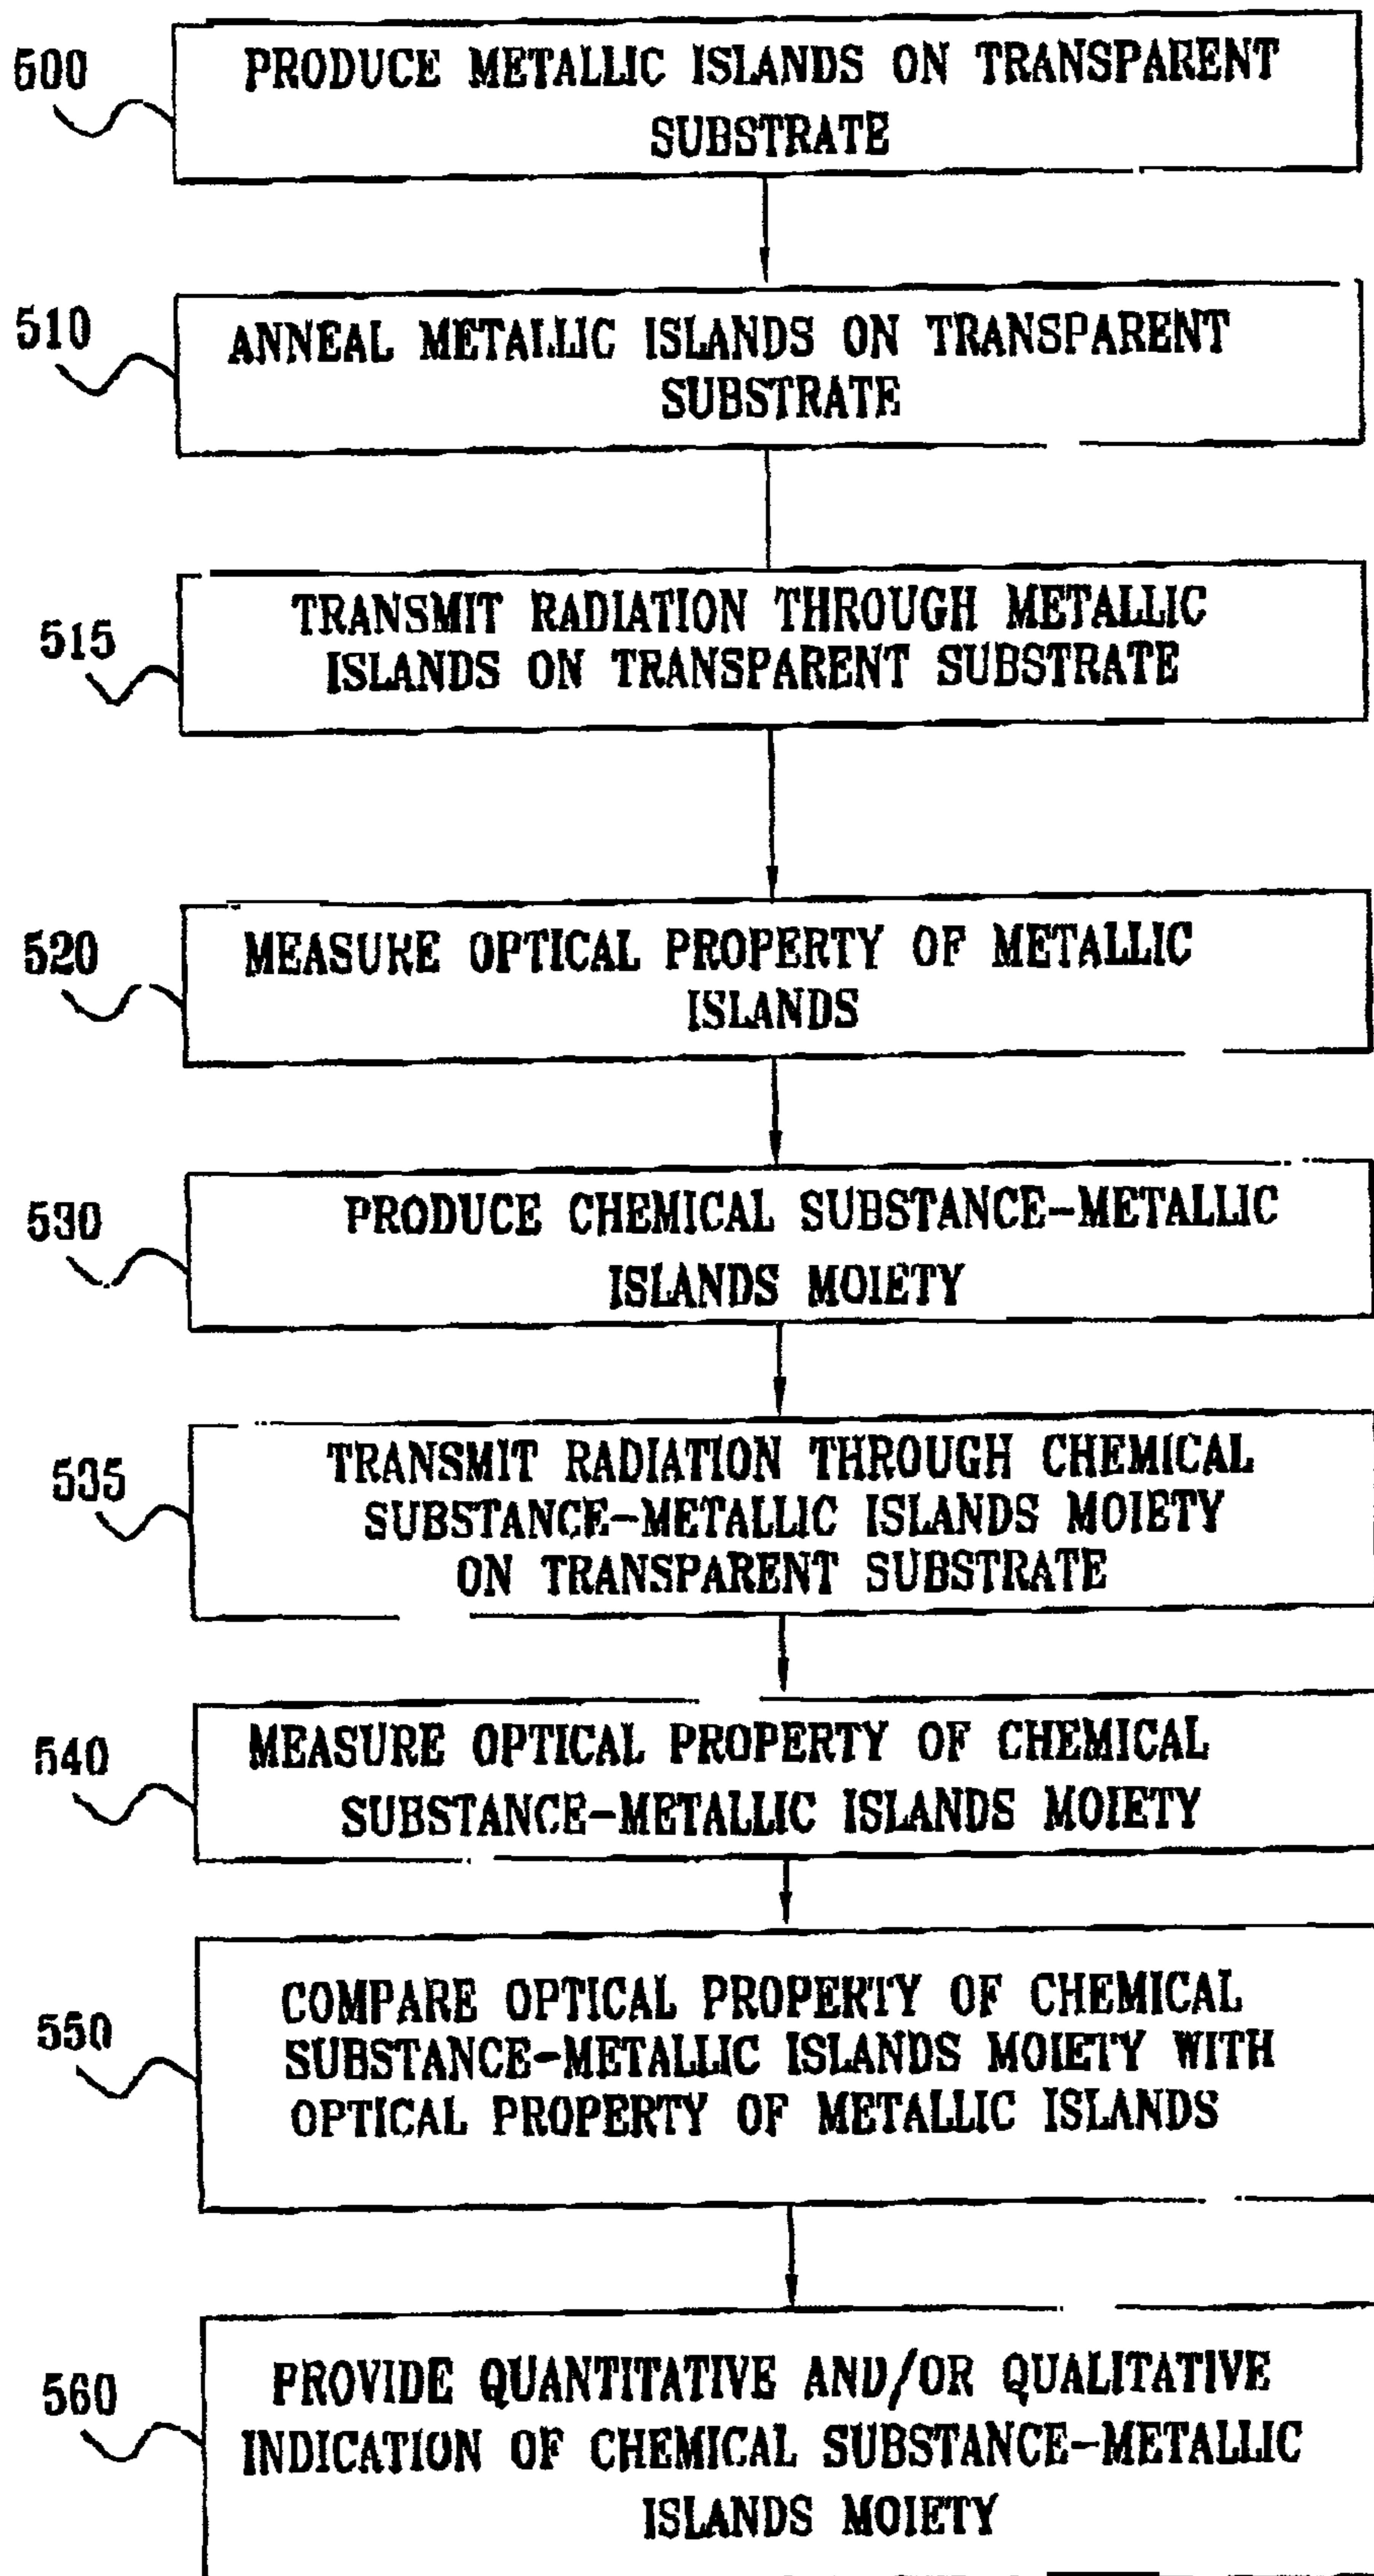 500
PRODUCE METALLIC ISLANDS ON TRANSPARENT
SUBSTRATE
510
ANNEAL METALLIC ISLANDS ON TRANSPARENT
SUBSTRATE
515
TRANSMIT RADIATION THROUGH METALLIC
ISLANDS ON TRANSPARENT SUBSTRATE
520
MEASURE OPTICAL PROPERTY OF METALLIC
ISLANDS
530
PRODUCE CHEMICAL SUBSTANCE-METALLIC
ISLANDS MOIETY
535
TRANSMIT RADIATION THROUGH CHEMICAL
SUBSTANCE-METALLIC ISLANDS MOIETY
ON TRANSPARENT SUBSTRATE
540
MEASURE OPTICAL PROPERTY OF CHEMICAL
SUBSTANCE-METALLIC ISLANDS MOIETY
550
COMPARE OPTICAL PROPERTY OF CHEMICAL
SUBSTANCE-METALLIC ISLANDS MOIETY WITH
OPTICAL PROPERTY OF METALLIC ISLANDS
560
PROVIDE QUANTITATIVE AND/OR QUALITATIVE
INDICATION OF CHEMICAL SUBSTANCE-METALLIC
ISLANDS MOIETY